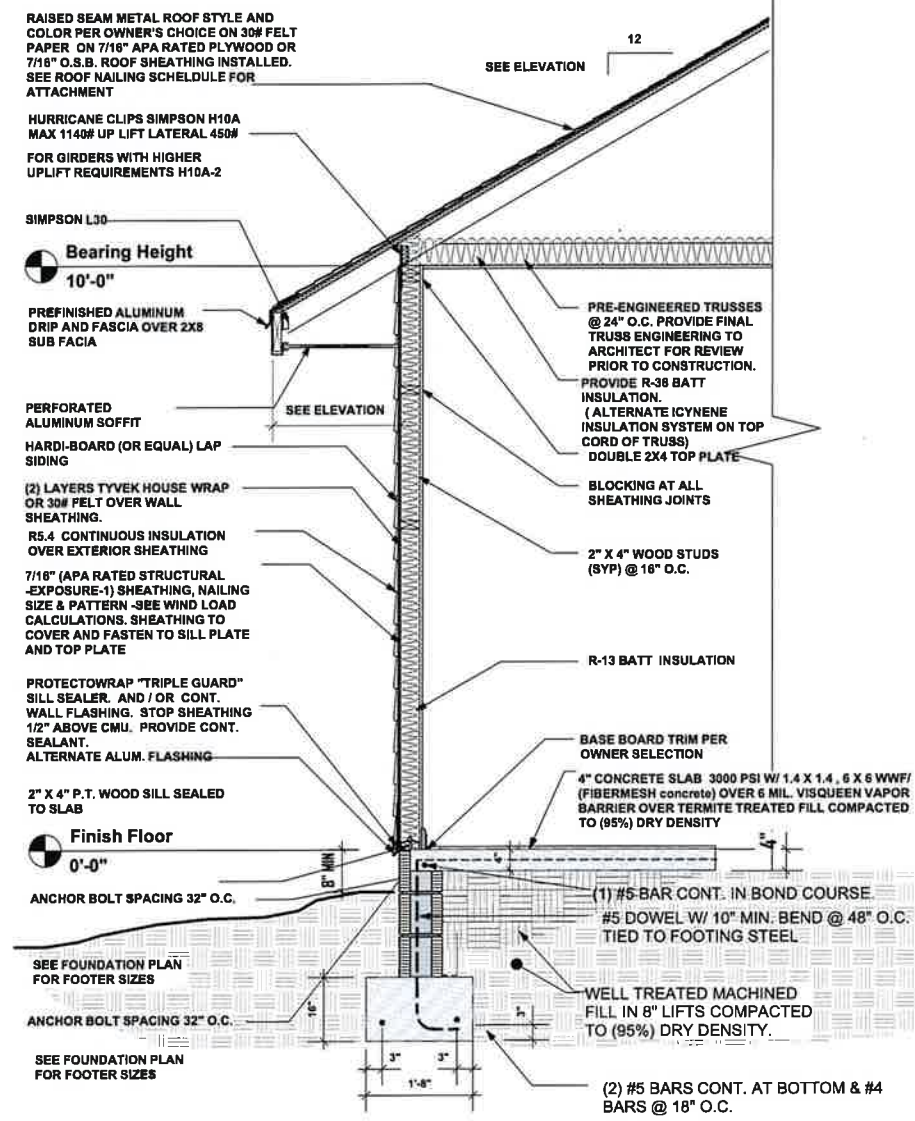 RAISED SEAM METAL ROOF STYLE AND
COLOR PER OWNER'S CHOICE ON 30# FELT
PAPER ON 7/16" APA RATED PLYWOOD OR
7/16" O.S.B. ROOF SHEATHING INSTALLED.
SEE ROOF NAILING SCHELDULE FOR
ATTACHMENT
12
SEE ELEVATION
HURRICANE CLIPS SIMPSON H10A
MAX 1140# UP LIFT LATERAL 450#
FOR GIRDERS WITH HIGHER
UPLIFT REQUIREMENTS H10A-2
SIMPSON L30
Bearing Height
10'-0"
PREFINISHED ALUMINUM
DRIP AND FASCIA OVER 2X8
SUB FACIA
PERFORATED
ALUMINUM SOFFIT
SEE ELEVATION
HARDI-BOARD (OR EQUAL) LAP
SIDING
(2) LAYERS TYVEK HOUSE WRAP
OR 30# FELT OVER WALL
SHEATHING.
R5.4 CONTINUOUS INSULATION
OVER EXTERIOR SHEATHING
7/16" (APA RATED STRUCTURAL
-EXPOSURE-1) SHEATHING, NAILING
SIZE & PATTERN -SEE WIND LOAD
CALCULATIONS. SHEATHING TO
COVER AND FASTEN TO SILL PLATE
AND TOP PLATE
PROTECTOWRAP "TRIPLE GUARD"
SILL SEALER. AND / OR CONT.
WALL FLASHING. STOP SHEATHING
1/2" ABOVE CMU. PROVIDE CONT.
SEALANT.
ALTERNATE ALUM. FLASHING
2" X 4" P.T. WOOD SILL SEALED
TO SLAB
Finish Floor
0'-0"
8" MIN
ANCHOR BOLT SPACING 32" O.C.
SEE FOUNDATION PLAN
FOR FOOTER SIZES
ANCHOR BOLT SPACING 32" O.C.
SEE FOUNDATION PLAN
FOR FOOTER SIZES
PRE-ENGINEERED TRUSSES
@ 24" O.C. PROVIDE FINAL
TRUSS ENGINEERING TO
ARCHITECT FOR REVIEW
PRIOR TO CONSTRUCTION.
PROVIDE R-38 BATT
INSULATION.
( ALTERNATE ICYNENE
INSULATION SYSTEM ON TOP
CORD OF TRUSS)
DOUBLE 2X4 TOP PLATE
BLOCKING AT ALL
SHEATHING JOINTS
2" X 4" WOOD STUDS
(SYP) @ 16" O.C.
R-13 BATT INSULATION
BASE BOARD TRIM PER
OWNER SELECTION
4" CONCRETE SLAB 3000 PSI W/ 1.4 X 1.4 , 6 X 6 WWF/
(FIBERMESH concrete) OVER 6 MIL. VISQUEEN VAPOR
BARRIER OVER TERMITE TREATED FILL COMPACTED
TO (95%) DRY DENSITY
4"
4"
(1) #5 BAR CONT. IN BOND COURSE
#5 DOWEL W/ 10" MIN. BEND @ 48" O.C.
TIED TO FOOTING STEEL
WELL TREATED MACHINED
FILL IN 8" LIFTS COMPACTED
TO (95%) DRY DENSITY.
16"
3"
3"
3"
1'-8"
(2) #5 BARS CONT. AT BOTTOM & #4
BARS @ 18" O.C.